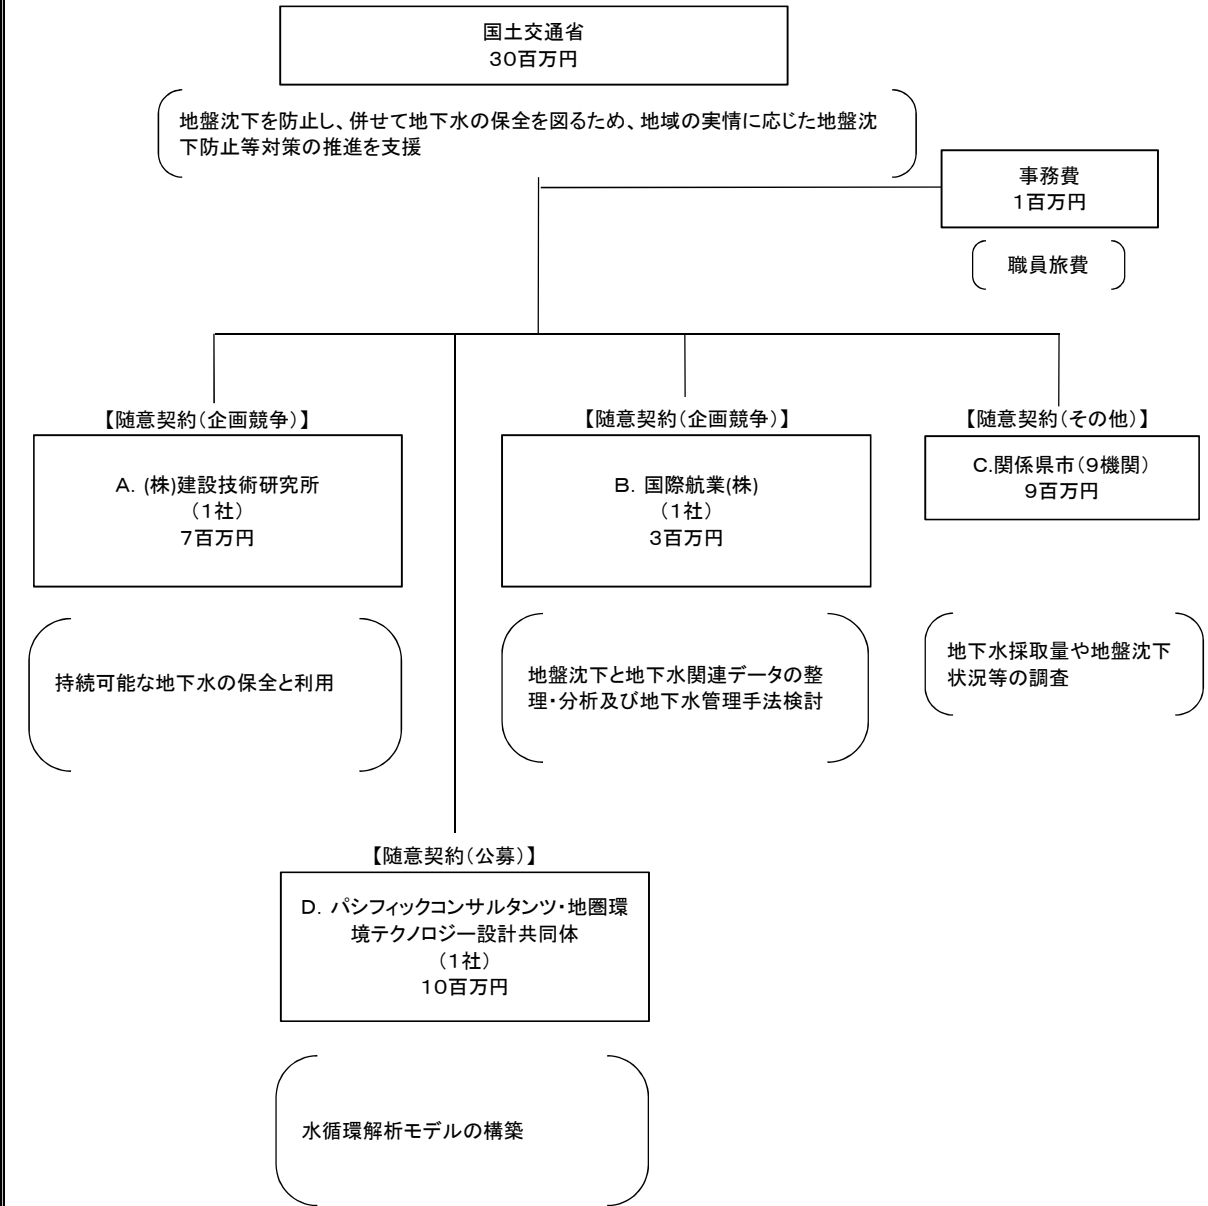 国土交通省
30百万円
地盤沈下を防止し、併せて地下水の保全を図るため、地域の実情に応じた地盤沈
下防止等対策の推進を支援
事務費
1百万円
職員旅費
【随意契約(企画競争)】
A. (株)建設技術研究所
(1社)
7百万円
持続可能な地下水の保全と利用
【随意契約(企画競争)】
B. 国際航業(株)
(1社)
3百万円
地盤沈下と地下水関連データの整
理・分析及び地下水管理手法検討
【随意契約(その他)】
C.関係県市(9機関)
9百万円
地下水採取量や地盤沈下
状況等の調査
【随意契約(公募)】
D. パシフィックコンサルタンツ・地圏環
境テクノロジー設計共同体
(1社)
10百万円
水循環解析モデルの構築